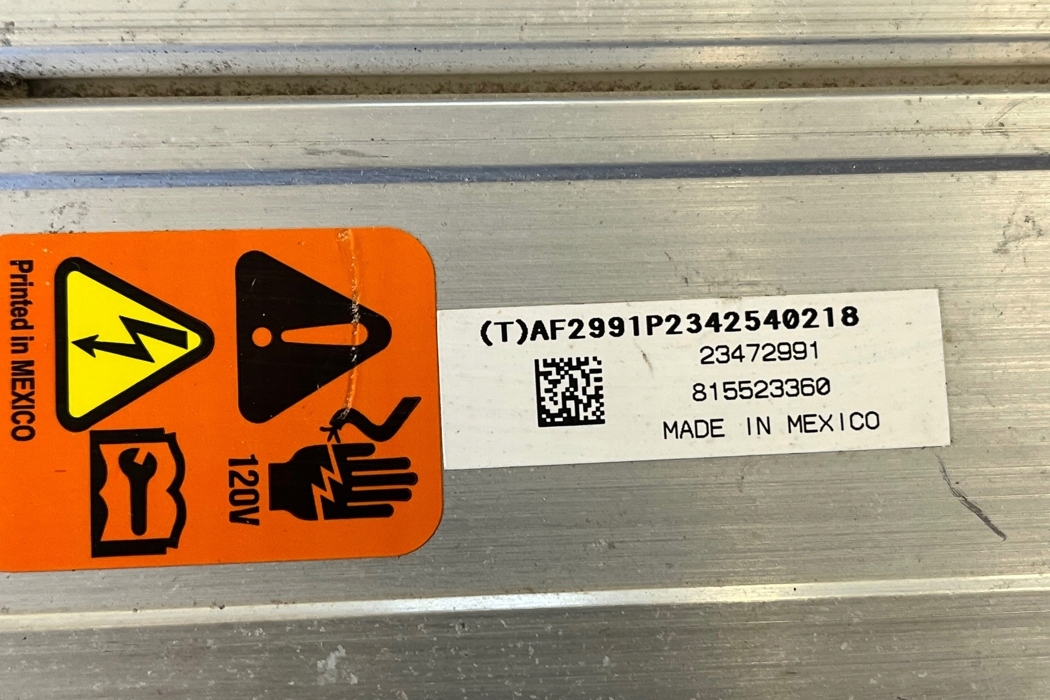 Printed in MEXICO
120V
(T)AF2991P2342540218
23472991
815523360
MADE IN MEXICO